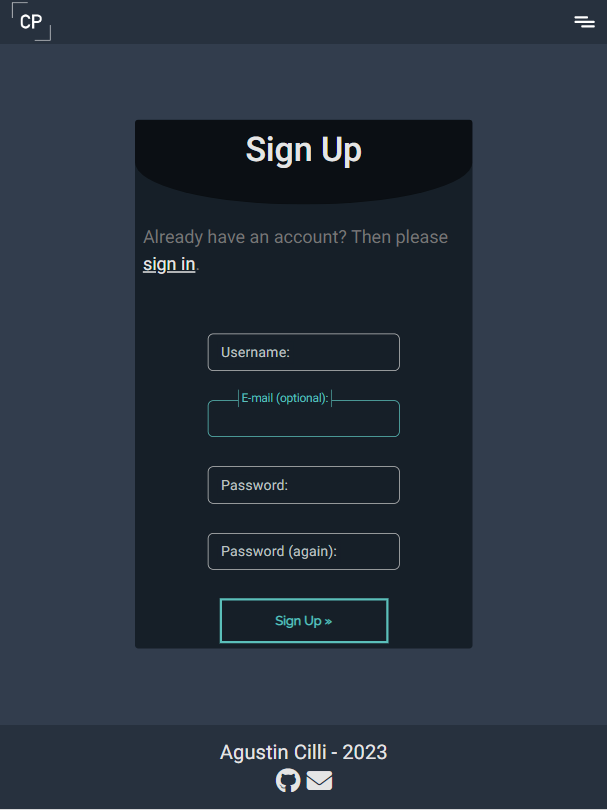 CP
Sign Up
Already have an account? Then please
sign in.
Username:
E-mail (optional):
Password:
Password (again):
Sign Up »
Agustin Cilli - 2023